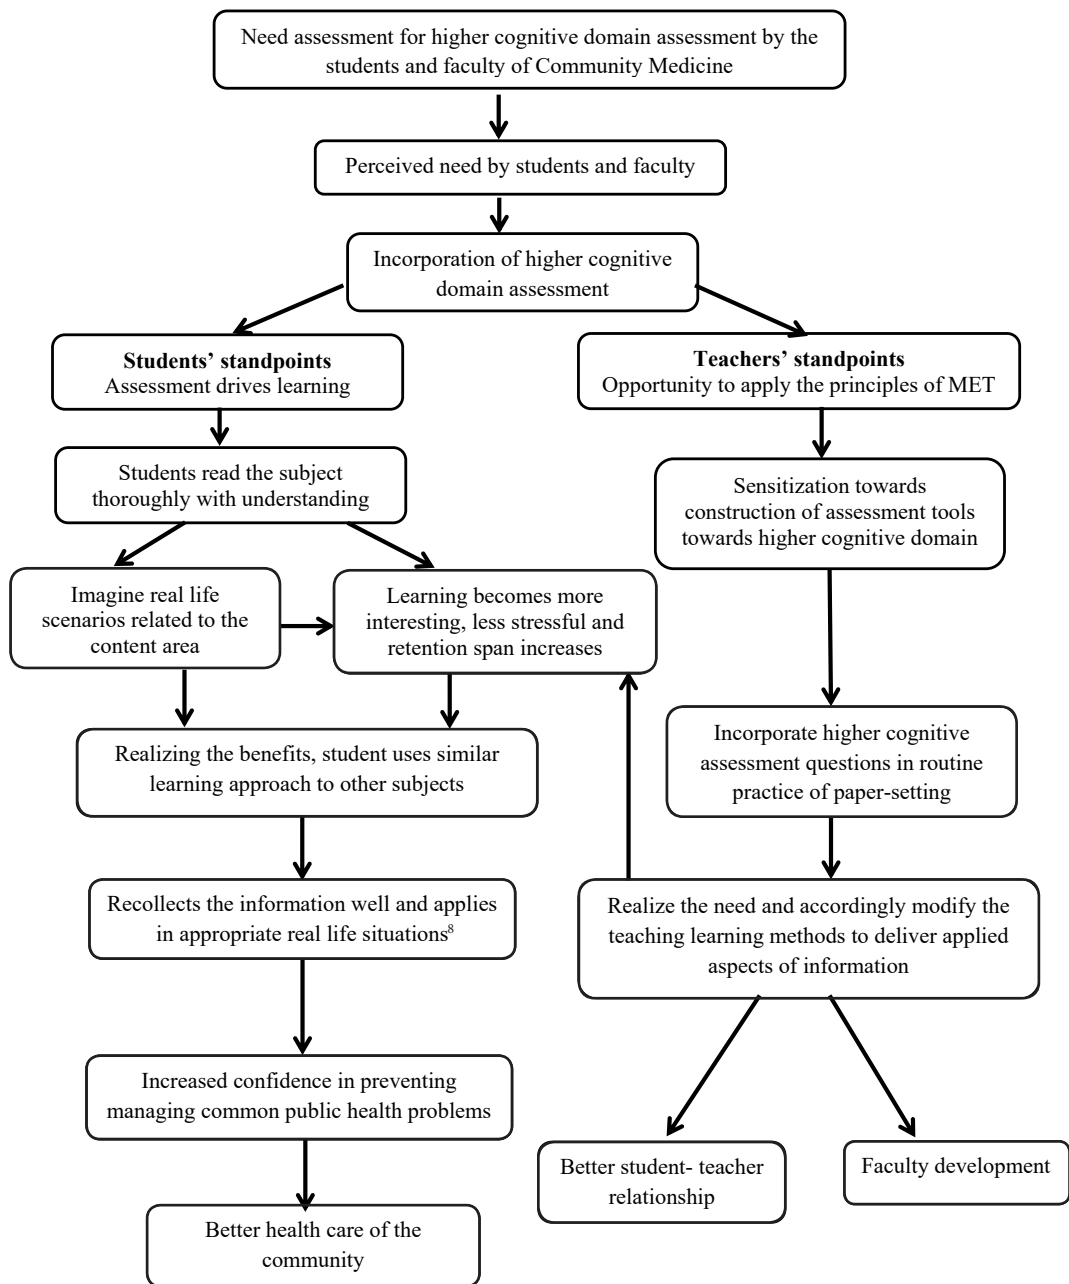 Need assessment for higher cognitive domain assessment by the
students and faculty of Community Medicine
Perceived need by students and faculty
Incorporation of higher cognitive
domain assessment
Students’ standpoints
Assessment drives learning
Teachers’ standpoints
Opportunity to apply the principles of MET
Students read the subject
thoroughly with understanding
Sensitization towards
construction of assessment tools
towards higher cognitive domain
Imagine real life
scenarios related to the
content area
Learning becomes more
interesting, less stressful and
retention span increases
Incorporate higher cognitive
assessment questions in routine
practice of paper-setting
Realizing the benefits, student uses similar
learning approach to other subjects
Recollects the information well and applies
in appropriate real life situations⁸
Realize the need and accordingly modify the
teaching learning methods to deliver applied
aspects of information
Increased confidence in preventing
managing common public health problems
Better student- teacher
relationship
Faculty development
Better health care of the
community